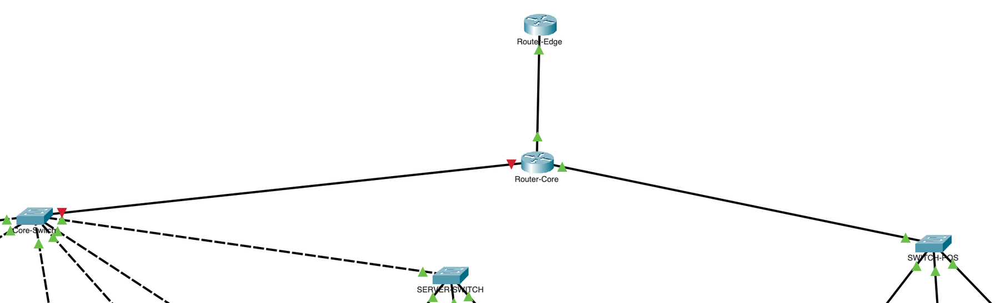 Router-Edge
Router-Core
Core-Switch
SERVER-SWITCH
SWITCH-POS